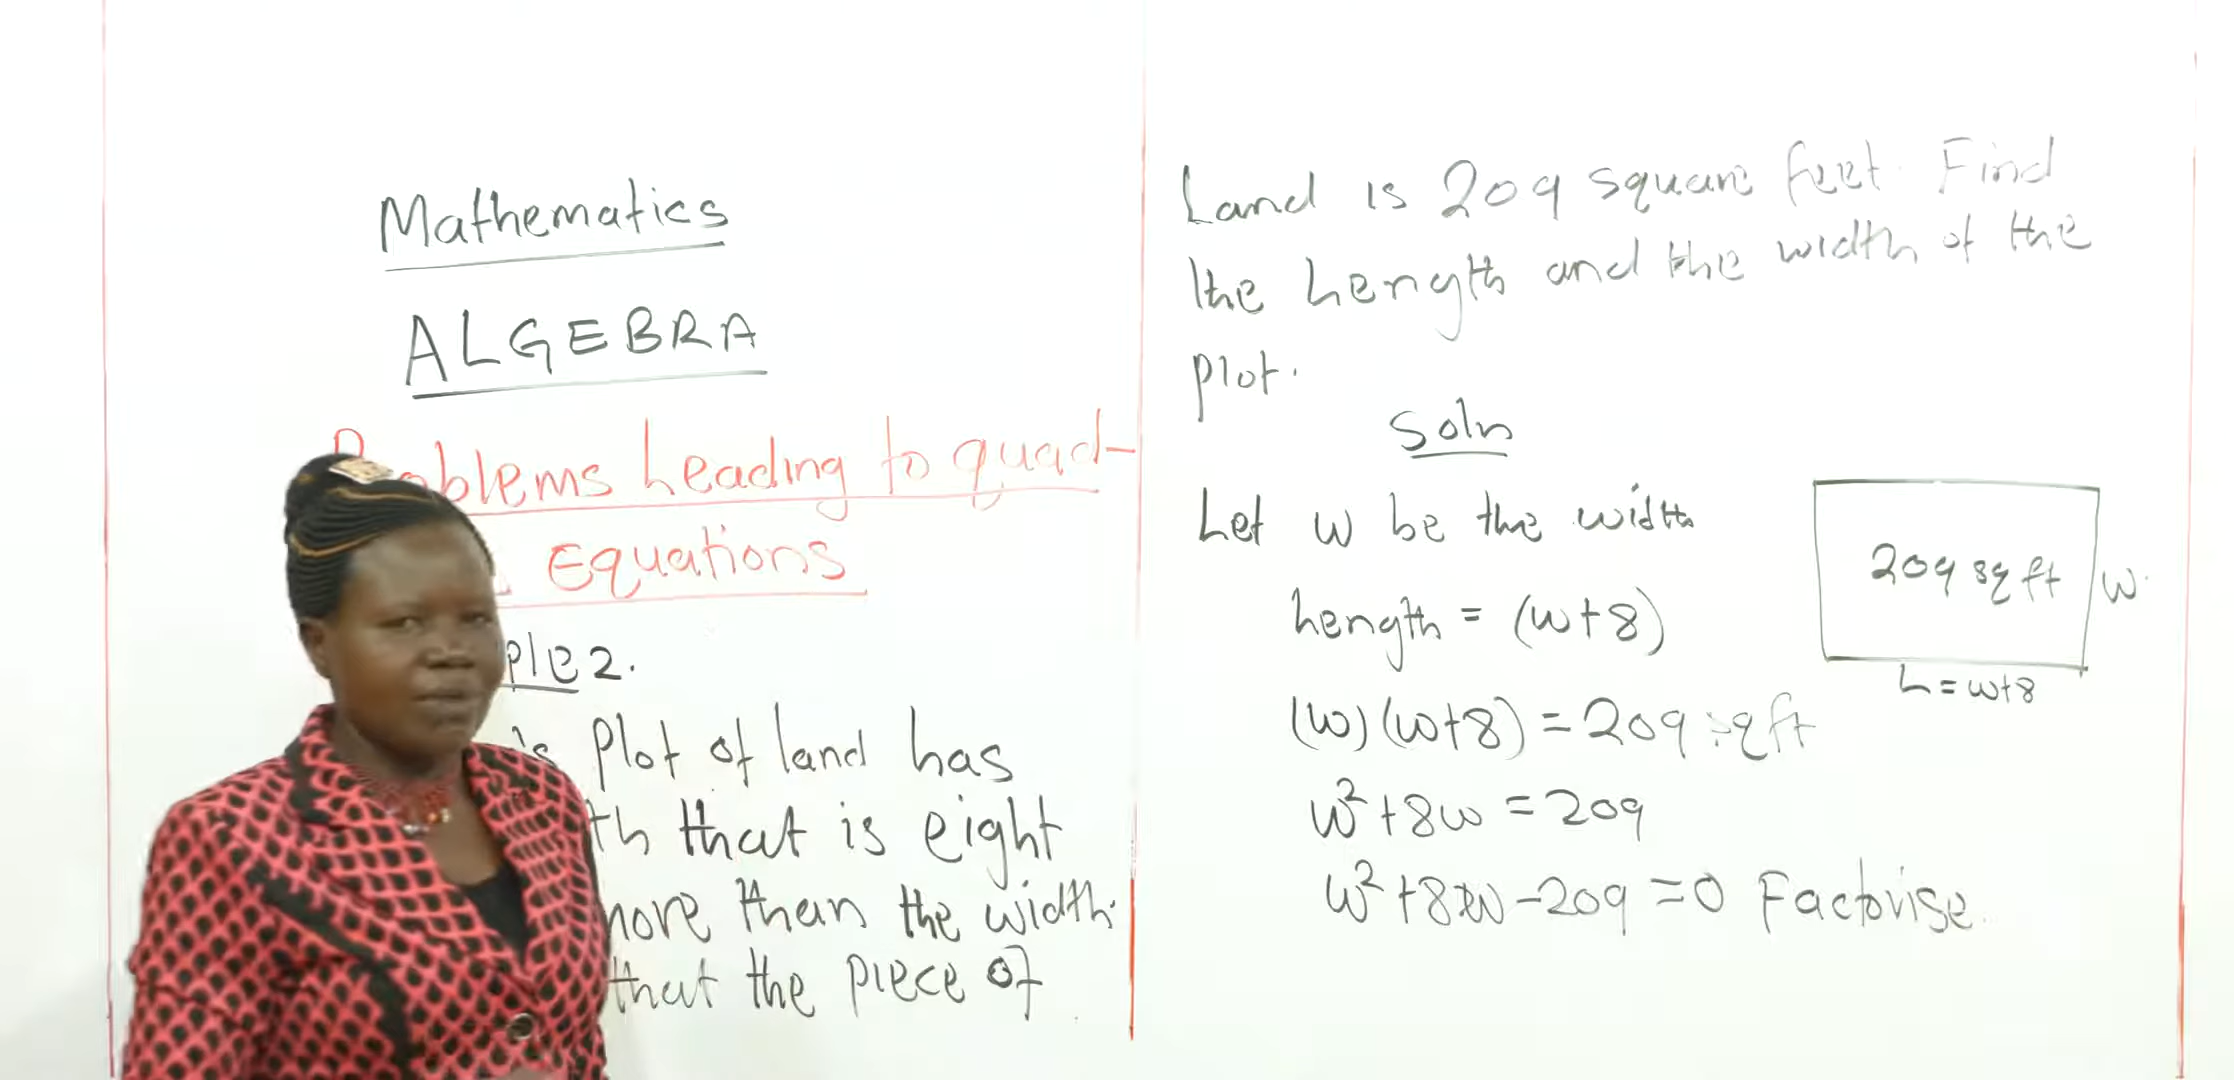 Mathematics
ALGEBRA
Problems Leading to quad-
Equations
ple 2.
's Plot of land has
th that is eight
more than the width.
that the piece of
Land is 209 square feet. Find
the Length and the width of the
plot.
Soln
Let w be the width
Length = (w+8)
(w)(w+8) = 209 sq ft
w²+8w = 209
w²+8w-209 = 0 Factorise
209 sq ft
w
L = w+8